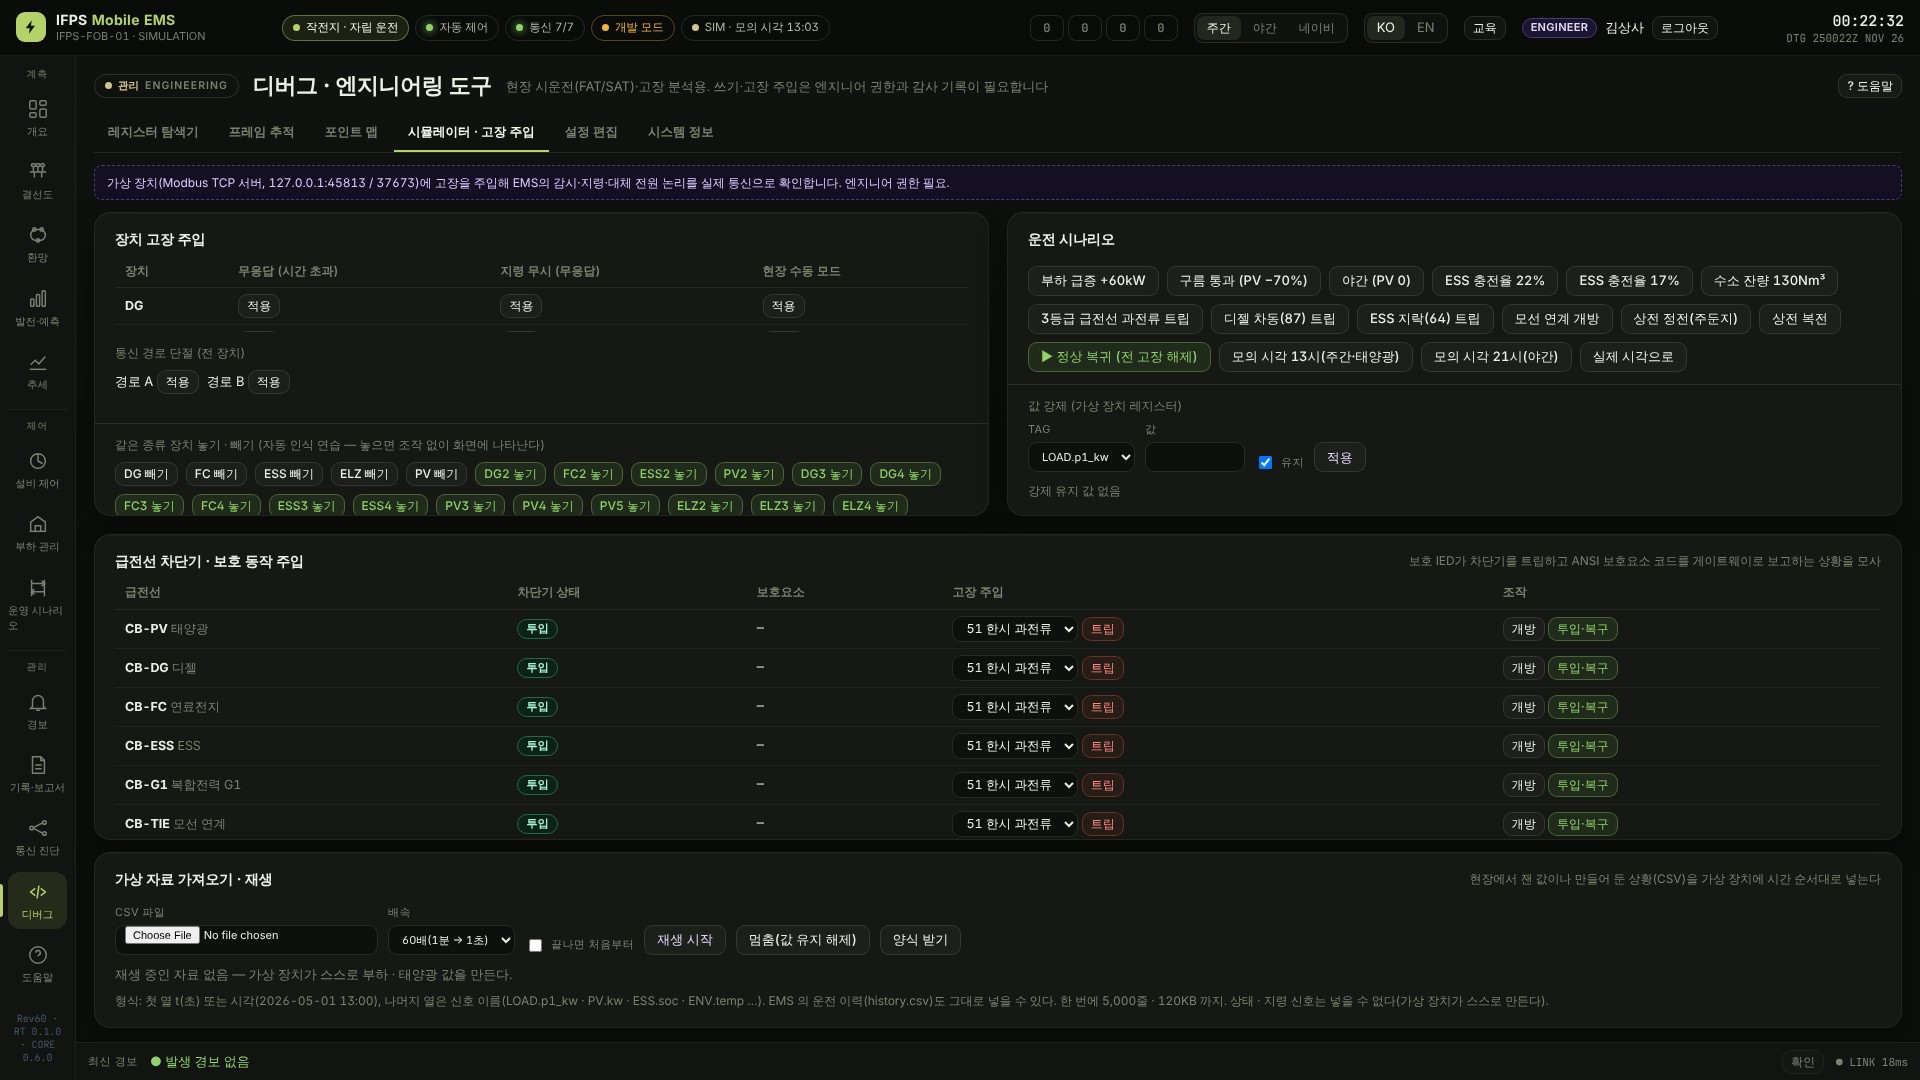 IFPS Mobile EMS
IFPS-FOB-01 · SIMULATION
작전지 · 자립 운전
자동 제어
통신 7/7
개발 모드
SIM · 모의 시각 13:03
0 0 0 0
주간 야간 네이비
KO EN
교육
ENGINEER 김상사 로그아웃
00:22:32
DTG 250022Z NOV 26
계측
개요
결선도
환망
발전·예측
추세
제어
설비 제어
부하 관리
운영 시나리오
관리
경보
기록·보고서
통신 진단
디버그
도움말
Rev60 ·
RT 0.1.0
· CORE
0.6.0
관리 ENGINEERING
디버그 · 엔지니어링 도구
현장 시운전(FAT/SAT)·고장 분석용. 쓰기·고장 주입은 엔지니어 권한과 감사 기록이 필요합니다
? 도움말
레지스터 탐색기 프레임 추적 포인트 맵 시뮬레이터 · 고장 주입 설정 편집 시스템 정보
가상 장치(Modbus TCP 서버, 127.0.0.1:45813 / 37673)에 고장을 주입해 EMS의 감시·지령·대체 전원 논리를 실제 통신으로 확인합니다. 엔지니어 권한 필요.
장치 고장 주입
장치 무응답 (시간 초과) 지령 무시 (무응답) 현장 수동 모드
DG 적용 적용 적용
통신 경로 단절 (전 장치)
경로 A 적용 경로 B 적용
같은 종류 장치 놓기 · 빼기 (자동 인식 연습 — 놓으면 조작 없이 화면에 나타난다)
DG 빼기 FC 빼기 ESS 빼기 ELZ 빼기 PV 빼기 DG2 놓기 FC2 놓기 ESS2 놓기 PV2 놓기 DG3 놓기 DG4 놓기
FC3 놓기 FC4 놓기 ESS3 놓기 ESS4 놓기 PV3 놓기 PV4 놓기 PV5 놓기 ELZ2 놓기 ELZ3 놓기 ELZ4 놓기
운전 시나리오
부하 급증 +60kW 구름 통과 (PV −70%) 야간 (PV 0) ESS 충전율 22% ESS 충전율 17% 수소 잔량 130Nm³
3등급 급전선 과전류 트립 디젤 차동(87) 트립 ESS 지락(64) 트립 모선 연계 개방 상전 정전(주둔지) 상전 복전
▶ 정상 복귀 (전 고장 해제) 모의 시각 13시(주간·태양광) 모의 시각 21시(야간) 실제 시각으로
값 강제 (가상 장치 레지스터)
TAG 값
LOAD.p1_kw 유지 적용
강제 유지 값 없음
급전선 차단기 · 보호 동작 주입
보호 IED가 차단기를 트립하고 ANSI 보호요소 코드를 게이트웨이로 보고하는 상황을 모사
급전선 차단기 상태 보호요소 고장 주입 조작
CB-PV 태양광 투입 — 51 한시 과전류 트립 개방 투입·복구
CB-DG 디젤 투입 — 51 한시 과전류 트립 개방 투입·복구
CB-FC 연료전지 투입 — 51 한시 과전류 트립 개방 투입·복구
CB-ESS ESS 투입 — 51 한시 과전류 트립 개방 투입·복구
CB-G1 복합전력 G1 투입 — 51 한시 과전류 트립 개방 투입·복구
CB-TIE 모선 연계 투입 — 51 한시 과전류 트립 개방 투입·복구
가상 자료 가져오기 · 재생
현장에서 잰 값이나 만들어 둔 상황(CSV)을 가상 장치에 시간 순서대로 넣는다
CSV 파일 배속
Choose File No file chosen 60배(1분 → 1초) 끝나면 처음부터 재생 시작 멈춤(값 유지 해제) 양식 받기
재생 중인 자료 없음 — 가상 장치가 스스로 부하 · 태양광 값을 만든다.
형식: 첫 열 t(초) 또는 시각(2026-05-01 13:00), 나머지 열은 신호 이름(LOAD.p1_kw · PV.kw · ESS.soc · ENV.temp …). EMS 의 운전 이력(history.csv)도 그대로 넣을 수 있다. 한 번에 5,000줄 · 120KB 까지. 상태 · 지령 신호는 넣을 수 없다(가상 장치가 스스로 만든다).
최신 경보 발생 경보 없음
확인 LINK 18ms